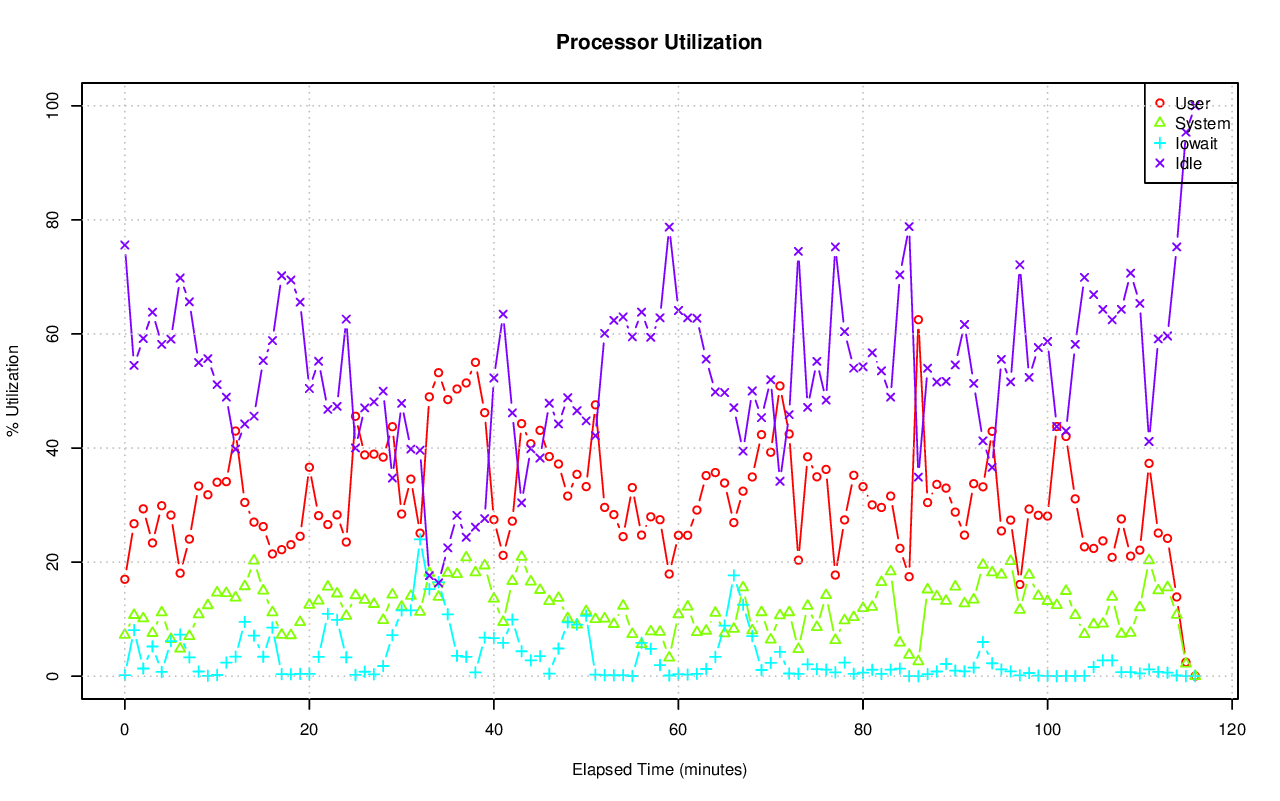 Processor Utilization
% Utilization
100
80
60
40
20
0
User
System
Iowait
Idle
0 20 40 60 80 100 120
Elapsed Time (minutes)